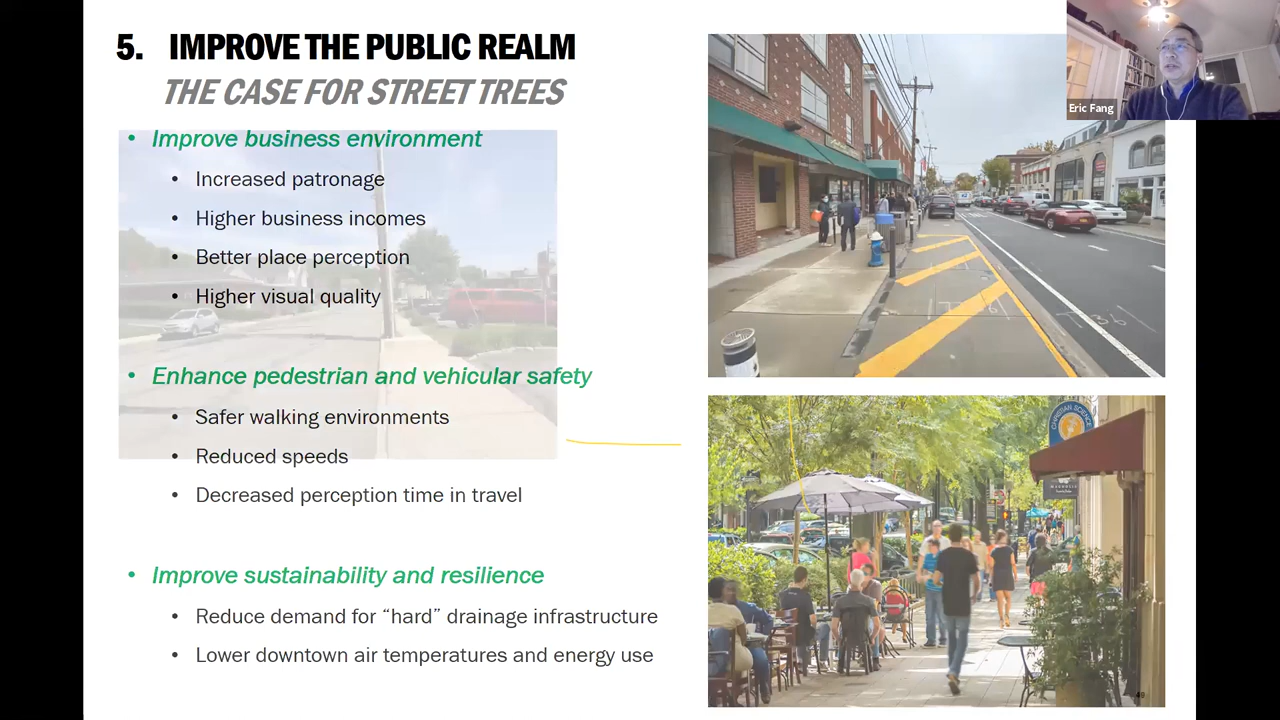 5. IMPROVE THE PUBLIC REALM
THE CASE FOR STREET TREES
• Improve business environment
• Increased patronage
• Higher business incomes
• Better place perception
• Higher visual quality
• Enhance pedestrian and vehicular safety
• Safer walking environments
• Reduced speeds
• Decreased perception time in travel
• Improve sustainability and resilience
• Reduce demand for “hard” drainage infrastructure
• Lower downtown air temperatures and energy use
Eric Fang
CHRISTIAN SCIENCE
49